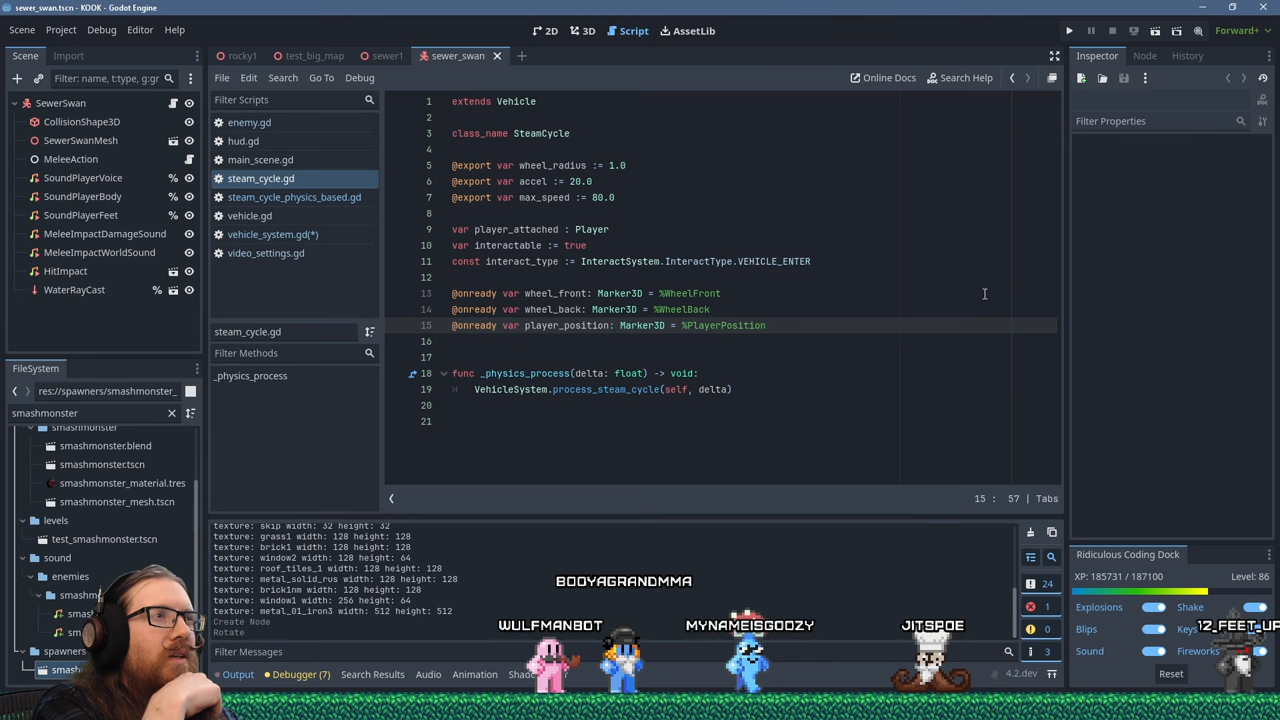 sewer_swan.tscn - KOOK - Godot Engine
Scene Project Debug Editor Help
2D 3D Script AssetLib
Forward+
Scene Import
Filter: name, t:type, g:gr
SewerSwan
CollisionShape3D
SewerSwanMesh
MeleeAction
SoundPlayerVoice
SoundPlayerBody
SoundPlayerFeet
MeleeImpactDamageSound
MeleeImpactWorldSound
HitImpact
WaterRayCast
FileSystem
res://spawners/smashmonster_
smashmonster
smashmonster
smashmonster.blend
smashmonster.tscn
smashmonster_material.tres
smashmonster_mesh.tscn
levels
test_smashmonster.tscn
sound
enemies
smashm
smash
sm
spawners
smash
rocky1 test_big_map sewer1 sewer_swan
File Edit Search Go To Debug
Online Docs Search Help
Filter Scripts
enemy.gd
hud.gd
main_scene.gd
steam_cycle.gd
steam_cycle_physics_based.gd
vehicle.gd
vehicle_system.gd(*)
video_settings.gd
steam_cycle.gd
Filter Methods
_physics_process
1 extends Vehicle
2
3 class_name SteamCycle
4
5 @export var wheel_radius := 1.0
6 @export var accel := 20.0
7 @export var max_speed := 80.0
8
9 var player_attached : Player
10 var interactable := true
11 const interact_type := InteractSystem.InteractType.VEHICLE_ENTER
12
13 @onready var wheel_front: Marker3D = %WheelFront
14 @onready var wheel_back: Marker3D = %WheelBack
15 @onready var player_position: Marker3D = %PlayerPosition
16
17
18 func _physics_process(delta: float) -> void:
19 VehicleSystem.process_steam_cycle(self, delta)
20
21
15 : 57 | Tabs
texture: skip width: 32 height: 32
texture: grass1 width: 128 height: 128
texture: brick1 width: 128 height: 128
texture: window2 width: 128 height: 64
texture: roof_tiles_1 width: 128 height: 128
texture: metal_solid_rus width: 128 height: 128
texture: brick1nm width: 128 height: 128
texture: window1 width: 256 height: 64
texture: metal_01_iron3 width: 512 height: 512
Create Node
Rotate
Filter Messages
24
1
0
3
Output Debugger (7) Search Results Audio Animation Shad
4.2.dev
Inspector Node History
Filter Properties
Ridiculous Coding Dock
XP: 185731 / 187100 Level: 86
Explosions Shake
Blips Keys
Sound Fireworks
Reset
BOOYAGRANDMMA
WULFMANBOT
MYNAMEISGOOZY
JITSPOE
12_FEET_UP